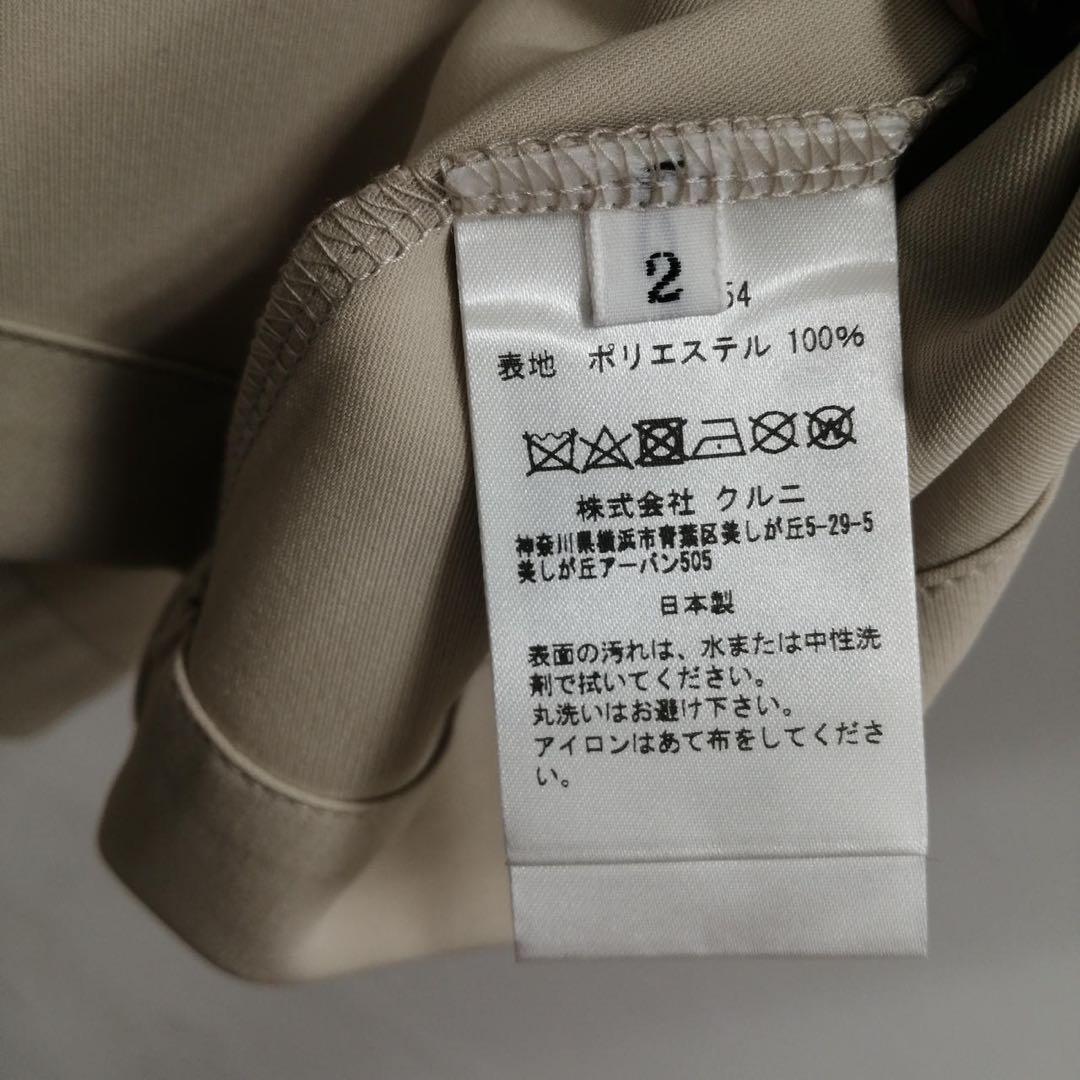 2
54
表地 ポリエステル 100%
W
株式会社 クルニ
神奈川県横浜市青葉区美しが丘5-29-5
美しが丘アーバン505
日本製
表面の汚れは、水または中性洗
剤で拭いてください。
丸洗いはお避け下さい。
アイロンはあて布をしてくださ
い。